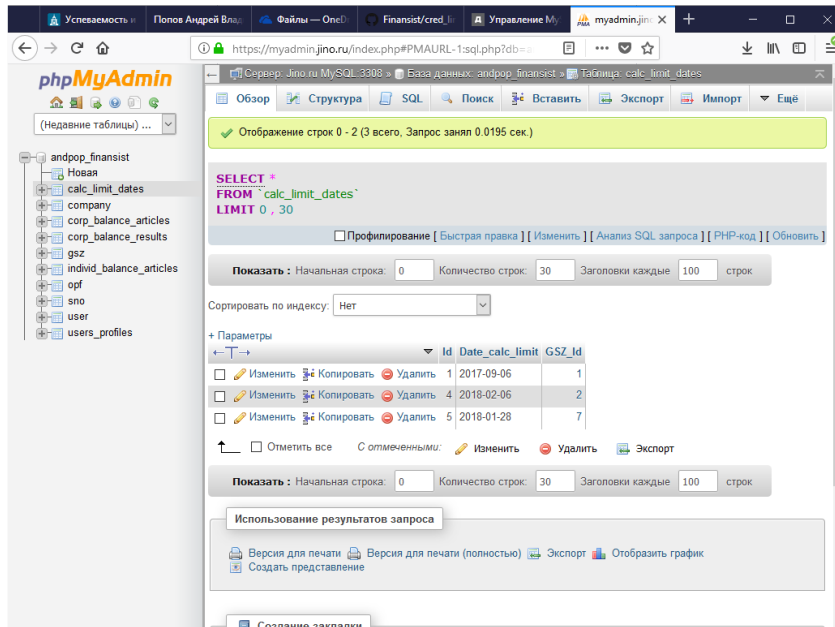 Успеваемость и
Попов Андрей Влад
Файлы — OneD
Finansist/cred_li
Управление My
myadmin.jino
https://myadmin.jino.ru/index.php#PMAURL-1:sql.php?db=a
phpMyAdmin
(Недавние таблицы) ...
andpop_finansist
Новая
calc_limit_dates
company
corp_balance_articles
corp_balance_results
gsz
individ_balance_articles
opf
sno
user
users_profiles
Сервер: Jino.ru MySQL:3308 » База данных: andpop_finansist » Таблица: calc_limit_dates
Обзор Структура SQL Поиск Вставить Экспорт Импорт Ещё
Отображение строк 0 - 2 (3 всего, Запрос занял 0.0195 сек.)
SELECT *
FROM `calc_limit_dates`
LIMIT 0 , 30
Профилирование [ Быстрая правка ] [ Изменить ] [ Анализ SQL запроса ] [ PHP-код ] [ Обновить ]
Показать : Начальная строка: 0 Количество строк: 30 Заголовки каждые 100 строк
Сортировать по индексу: Нет
+ Параметры
←T→ Id Date_calc_limit GSZ_Id
Изменить Копировать Удалить 1 2017-09-06 1
Изменить Копировать Удалить 4 2018-02-06 2
Изменить Копировать Удалить 5 2018-01-28 7
Отметить все С отмеченными: Изменить Удалить Экспорт
Показать : Начальная строка: 0 Количество строк: 30 Заголовки каждые 100 строк
Использование результатов запроса
Версия для печати Версия для печати (полностью) Экспорт Отобразить график
Создать представление
Создание закладки